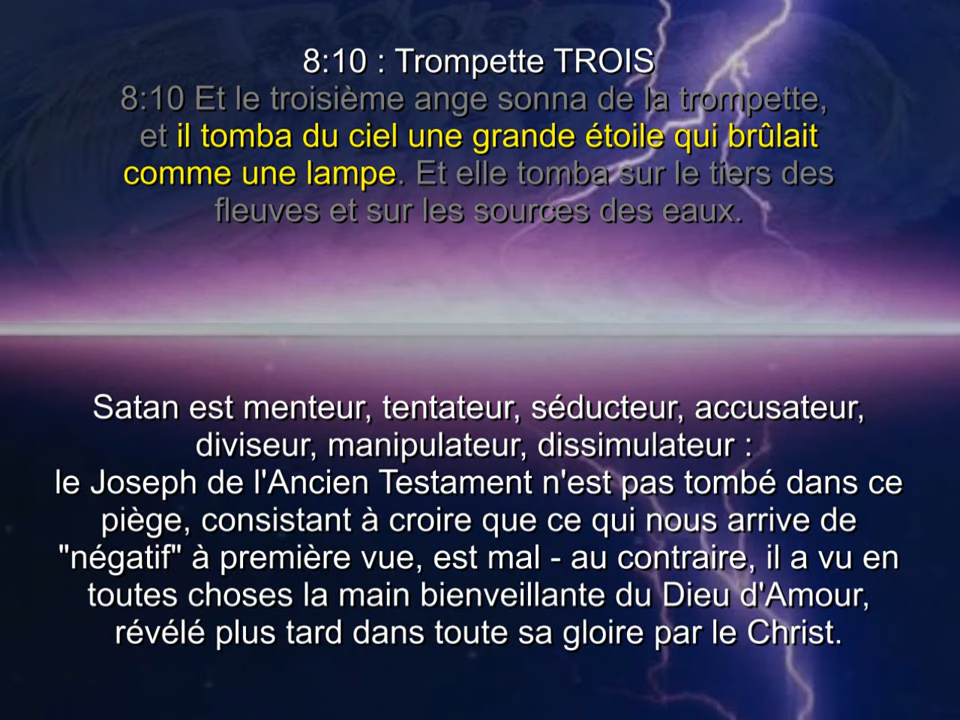 8:10 : Trompette TROIS
8:10 Et le troisième ange sonna de la trompette,
et il tomba du ciel une grande étoile qui brûlait
comme une lampe. Et elle tomba sur le tiers des
fleuves et sur les sources des eaux.
Satan est menteur, tentateur, séducteur, accusateur,
diviseur, manipulateur, dissimulateur :
le Joseph de l'Ancien Testament n'est pas tombé dans ce
piège, consistant à croire que ce qui nous arrive de
"négatif" à première vue, est mal - au contraire, il a vu en
toutes choses la main bienveillante du Dieu d'Amour,
révélé plus tard dans toute sa gloire par le Christ.